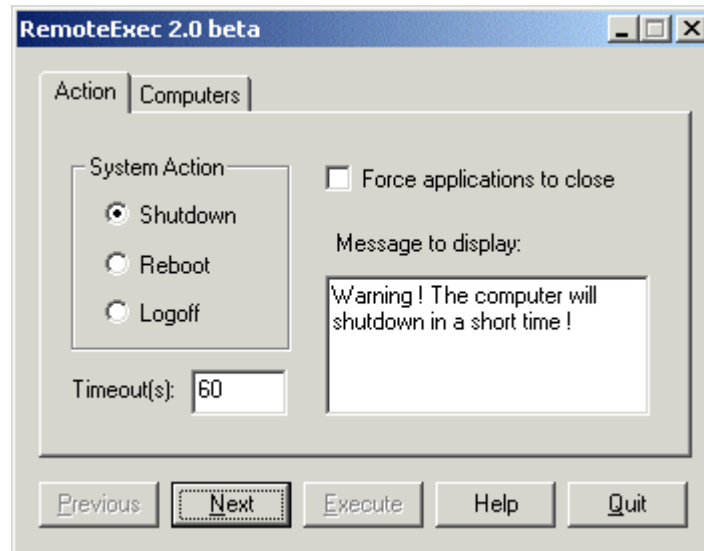 RemoteExec 2.0 beta
Action
Computers
System Action
Shutdown
Reboot
Logoff
Timeout(s):
60
Force applications to close
Message to display:
Warning ! The computer will
shutdown in a short time !
Previous
Next
Execute
Help
Quit